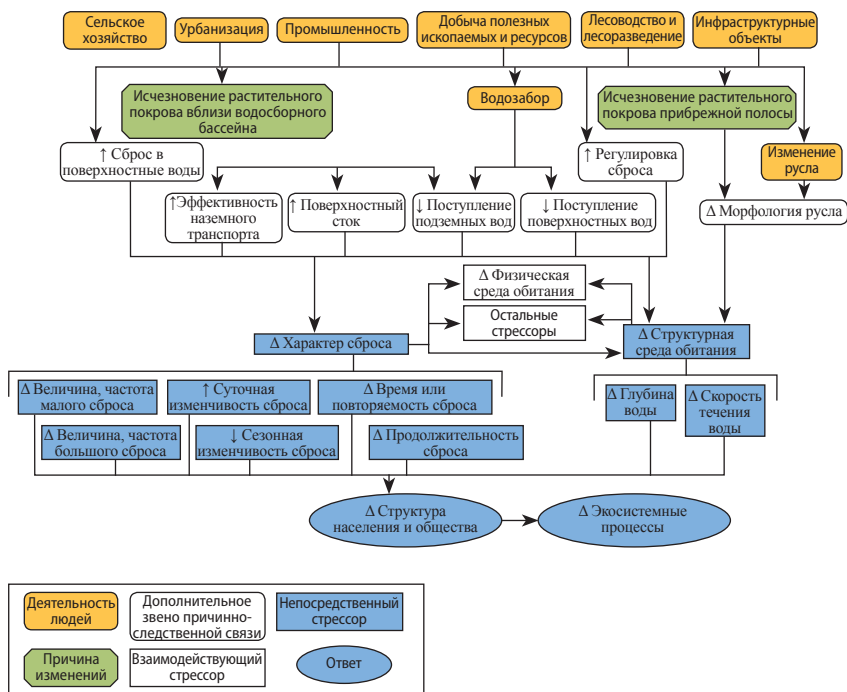 Сельское
хозяйство
Урбанизация
Промышленность
Добыча полезных
ископаемых и ресурсов
Лесоводство и
лесоразведение
Инфраструктурные
объекты
Исчезновение растительного
покрова вблизи водосборного
бассейна
Водозабор
Исчезновение растительного
покрова прибрежной полосы
↑ Сброс в
поверхностные воды
↑ Регулировка
сброса
Изменение
русла
↑Эффективность
наземного
транспорта
↑ Поверхностный
сток
↓ Поступление
подземных вод
↓ Поступление
поверхностных вод
Δ Морфология русла
Δ Физическая
среда обитания
Остальные
стрессоры
Δ Характер сброса
Δ Структурная
среда обитания
Δ Величина, частота
малого сброса
↑ Суточная
изменчивость сброса
Δ Время или
повторяемость сброса
Δ Глубина
воды
Δ Скорость
течения
воды
Δ Величина, частота
большого сброса
↓ Сезонная
изменчивость сброса
Δ Продолжительность
сброса
Δ Структура
населения и общества
Δ Экосистемные
процессы
Деятельность
людей
Дополнительное
звено причинно-
следственной связи
Непосредственный
стрессор
Причина
изменений
Взаимодействующий
стрессор
Ответ